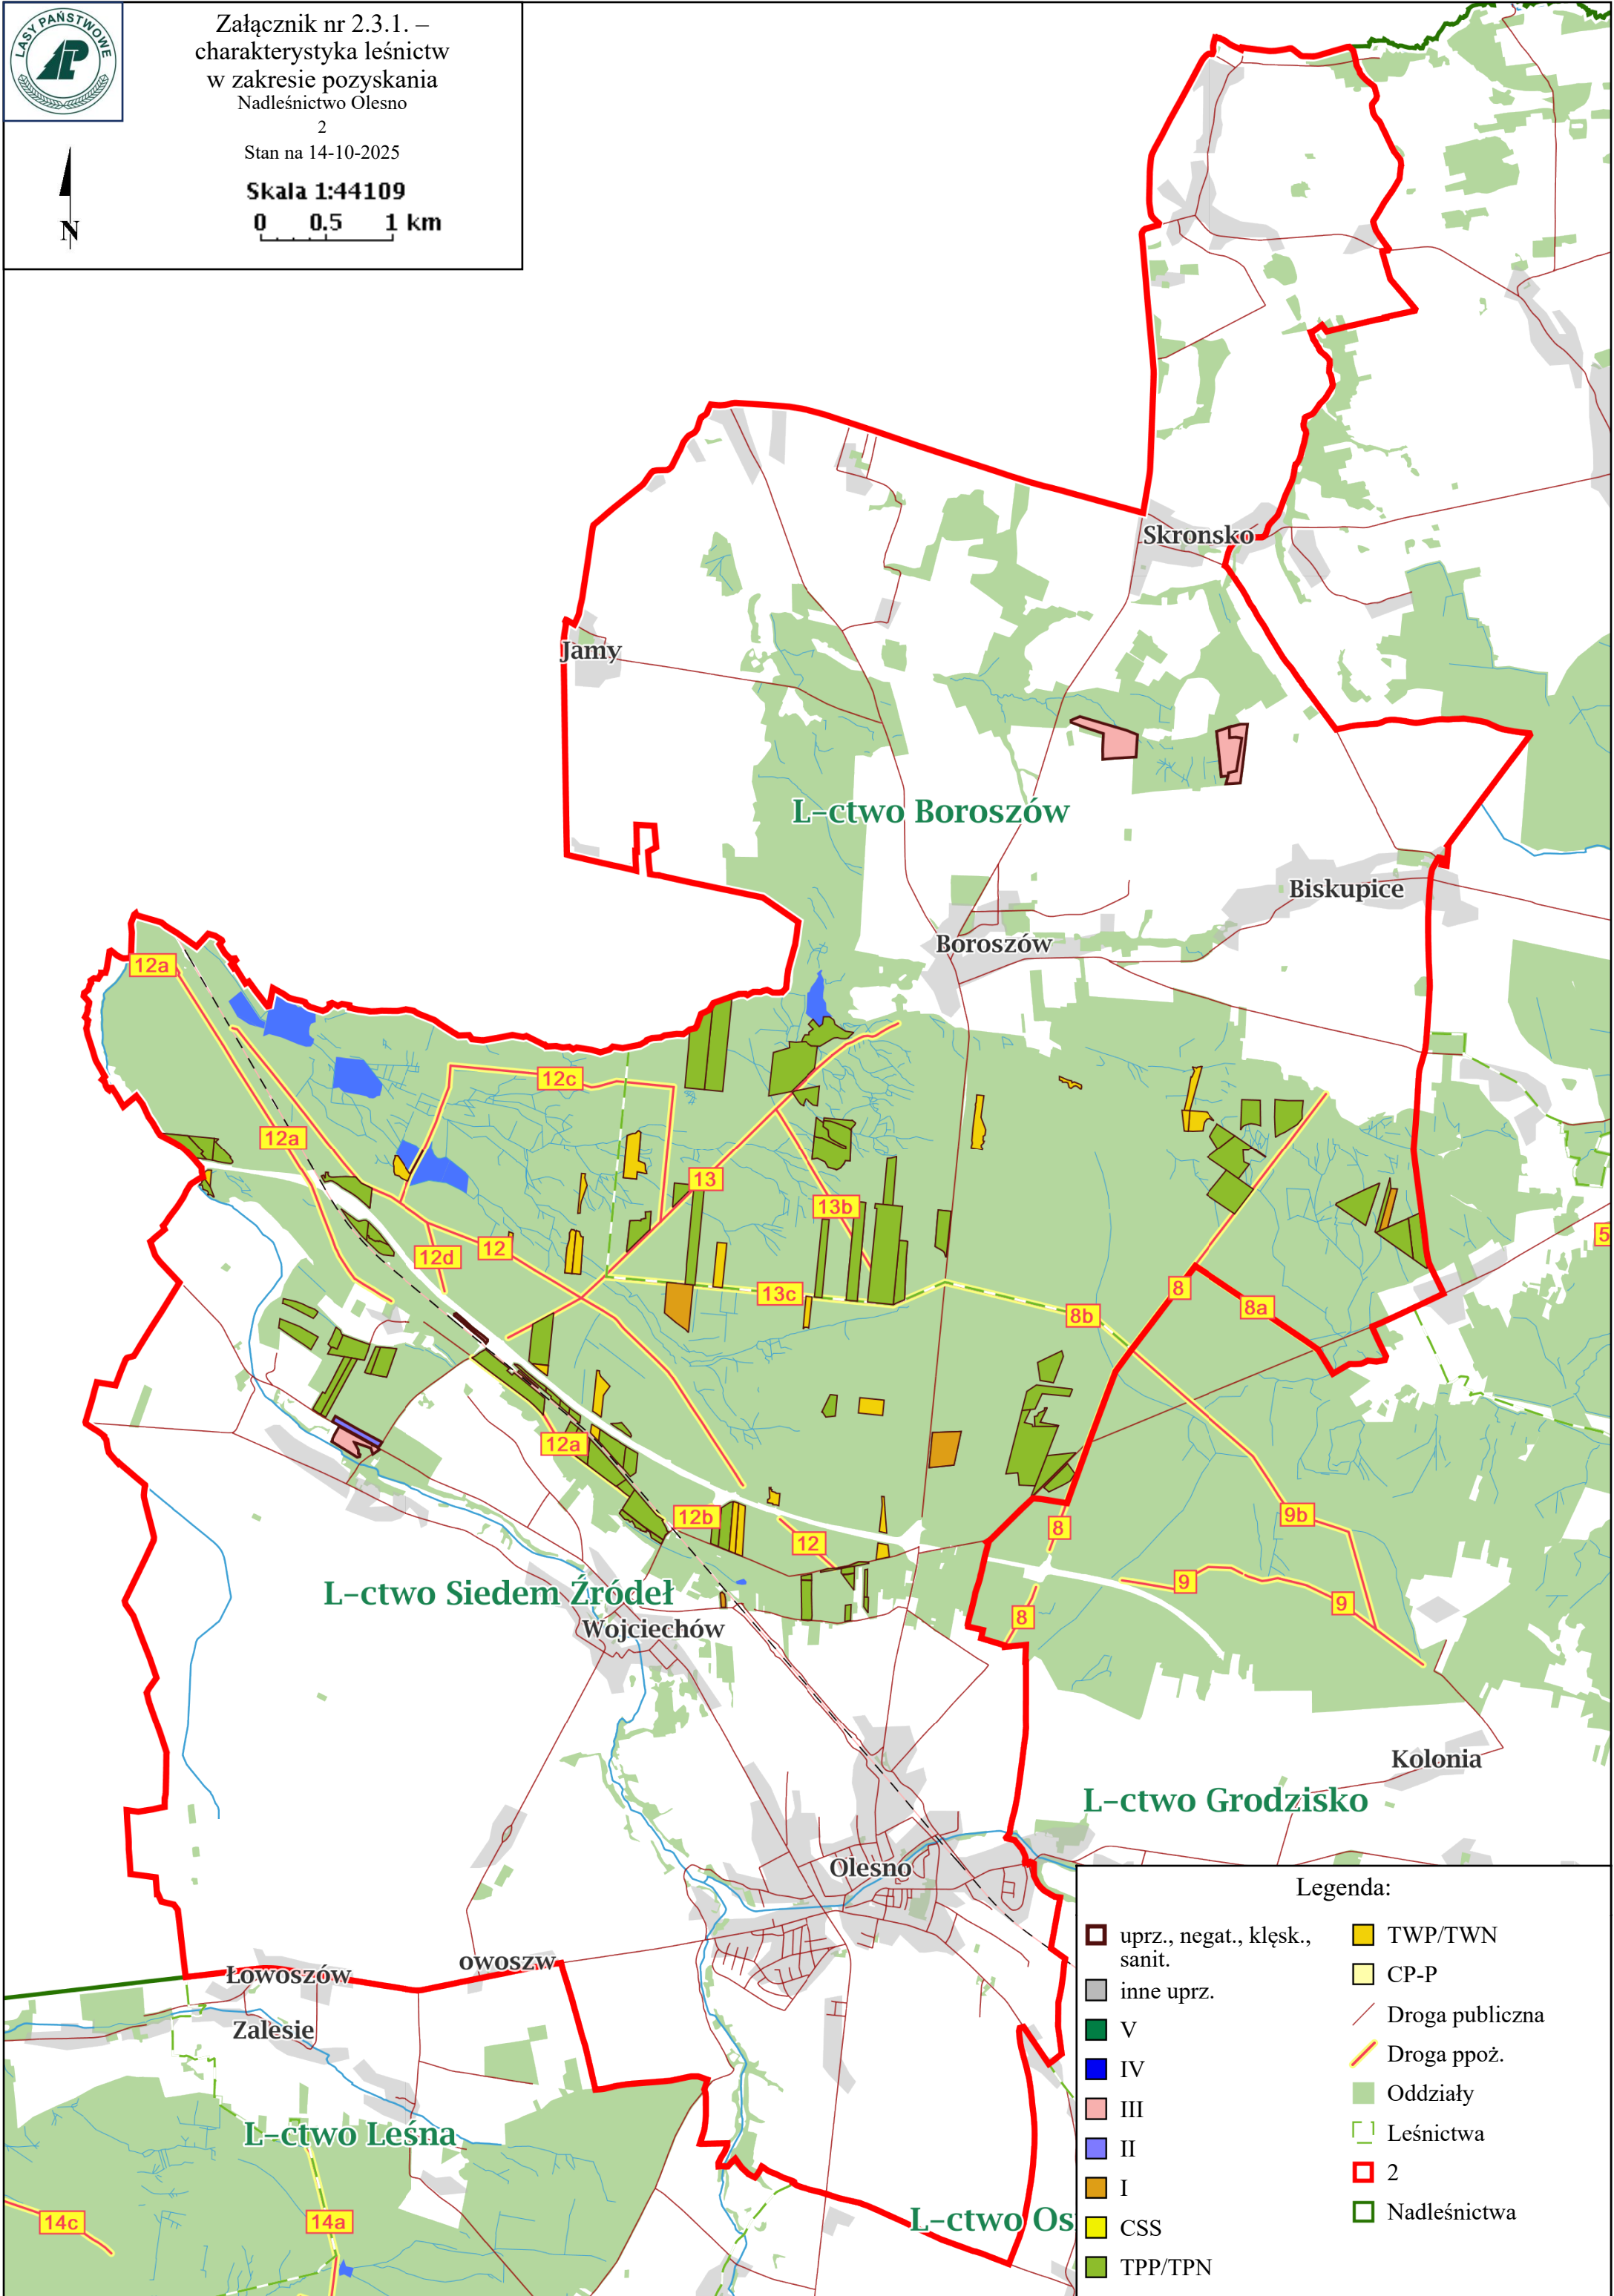 LASY PAŃSTWOWE
LP
Załącznik nr 2.3.1. –
charakterystyka leśnictw
w zakresie pozyskania
Nadleśnictwo Olesno
2
Stan na 14-10-2025
Skala 1:44109
0 0.5 1 km
N
Skronsko
Jamy
L-ctwo Boroszów
Biskupice
Boroszów
12a
12c
12a
13
13b
12d
12
13c
8
8a
8b
5
12a
12b
12
8
9b
9
9
8
L-ctwo Siedem Źródeł
Wojciechów
Kolonia
L-ctwo Grodzisko
Olesno
Łowoszów
owoszw
Zalesie
L-ctwo Leśna
14c
14a
L-ctwo Os
Legenda:
uprz., negat., klęsk.,
sanit.
inne uprz.
V
IV
III
II
I
CSS
TPP/TPN
TWP/TWN
CP-P
Droga publiczna
Droga ppoż.
Oddziały
Leśnictwa
2
Nadleśnictwa